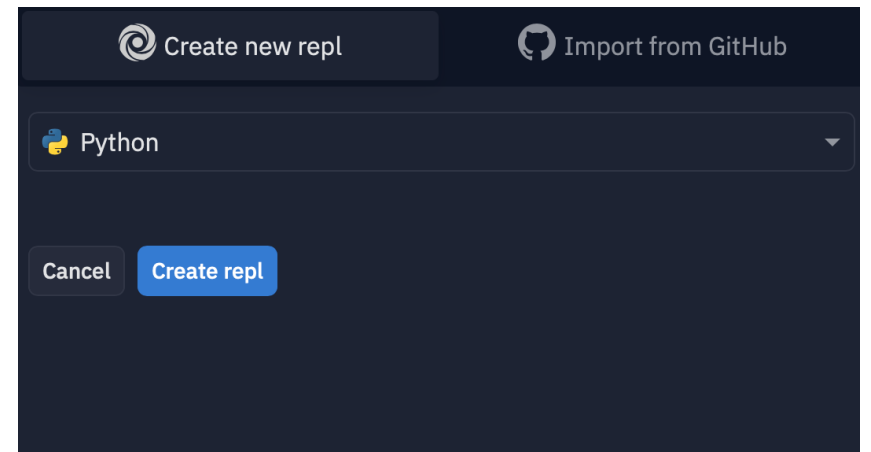 Create new repl
Import from GitHub
Python
Cancel
Create repl